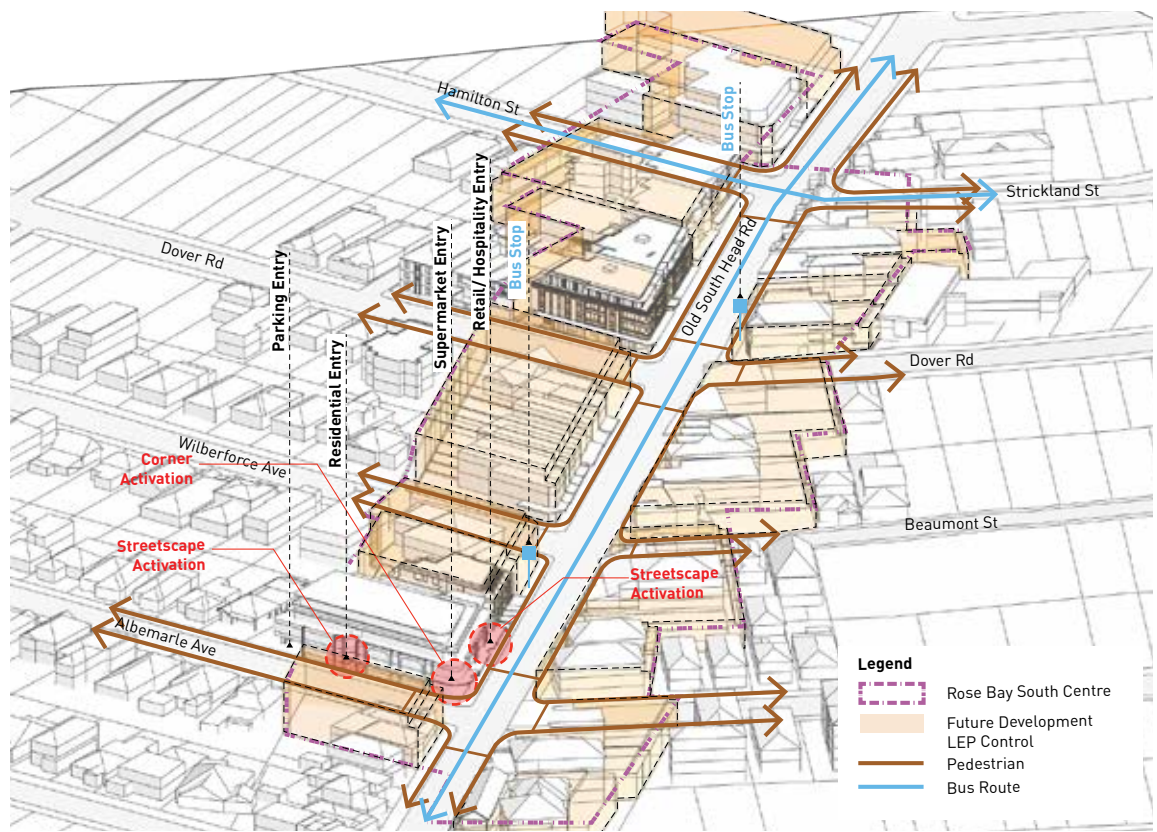 Hamilton St
Bus Stop
Strickland St
Dover Rd
Old South Head Rd
Parking Entry
Residential Entry
Supermarket Entry
Retail/ Hospitality Entry
Bus Stop
Dover Rd
Wilberforce Ave
Corner
Activation
Beaumont St
Streetscape
Activation
Streetscape
Activation
Albemarle Ave
Legend
Rose Bay South Centre
Future Development
LEP Control
Pedestrian
Bus Route